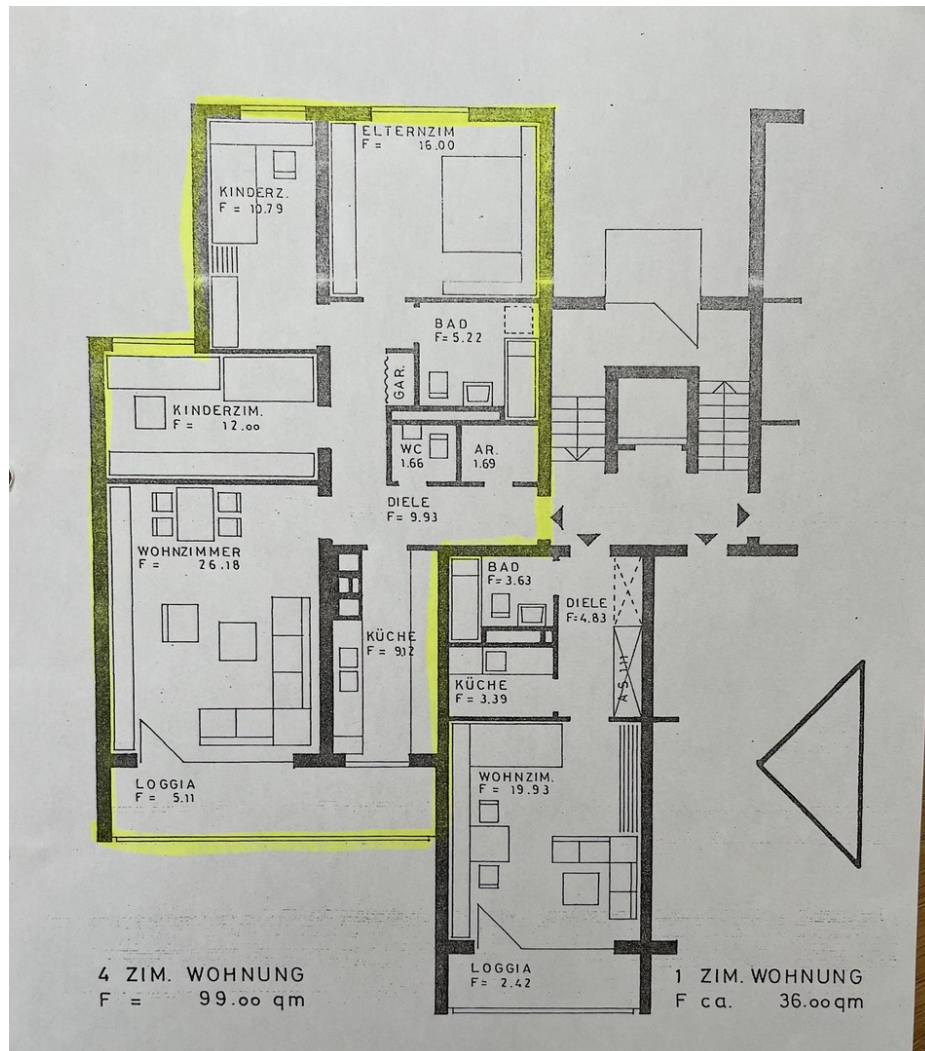 ELTERNZIM
F = 16.00
KINDERZ.
F = 10.79
BAD
F= 5.22
GAR.
KINDERZIM.
F = 12.00
WC
1.66
AR.
1.69
DIELE
F = 9.93
WOHNZIMMER
F = 26.18
KÜCHE
F = 9.12
LOGGIA
F = 5.11
BAD
F= 3.63
DIELE
F=4.83
KÜCHE
F = 3.39
WOHNZIM.
F = 19.93
LOGGIA
F= 2.42
4 ZIM. WOHNUNG
F = 99.00 qm
1 ZIM. WOHNUNG
F ca. 36.00qm